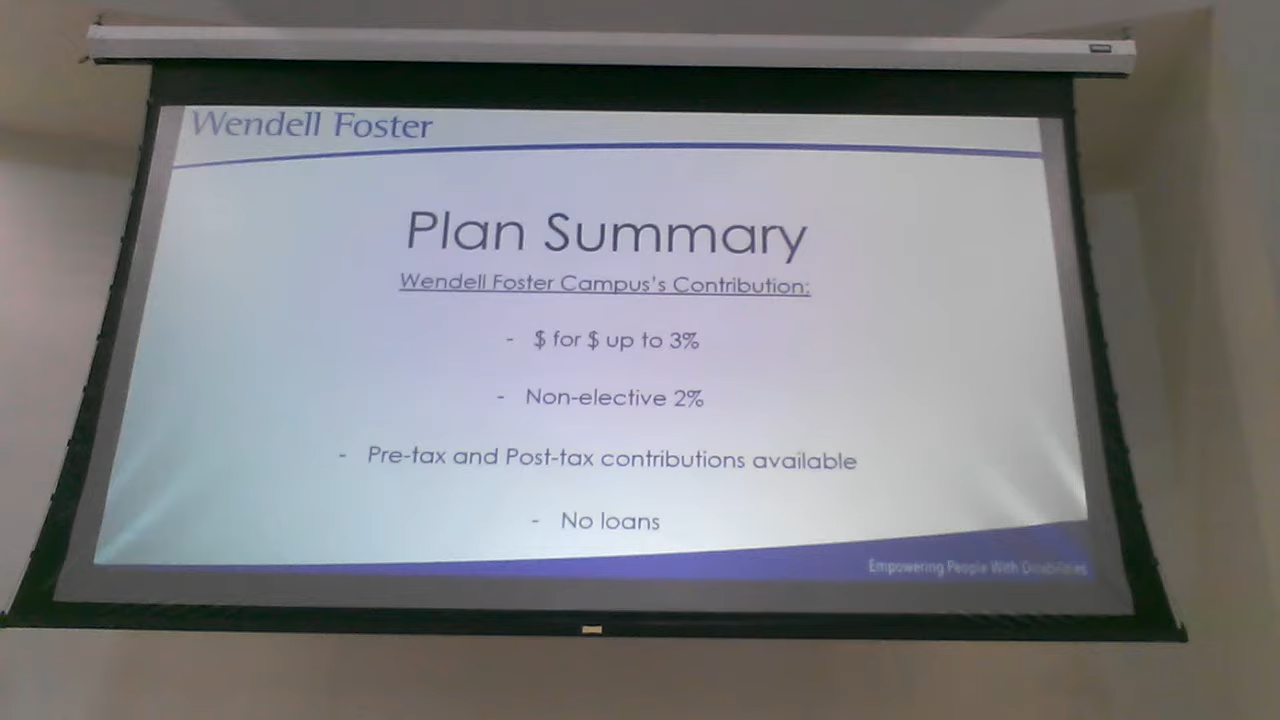 Wendell Foster
Plan Summary
Wendell Foster Campus's Contribution:
- $ for $ up to 3%
- Non-elective 2%
- Pre-tax and Post-tax contributions available
- No loans
Empowering People With Disabilities